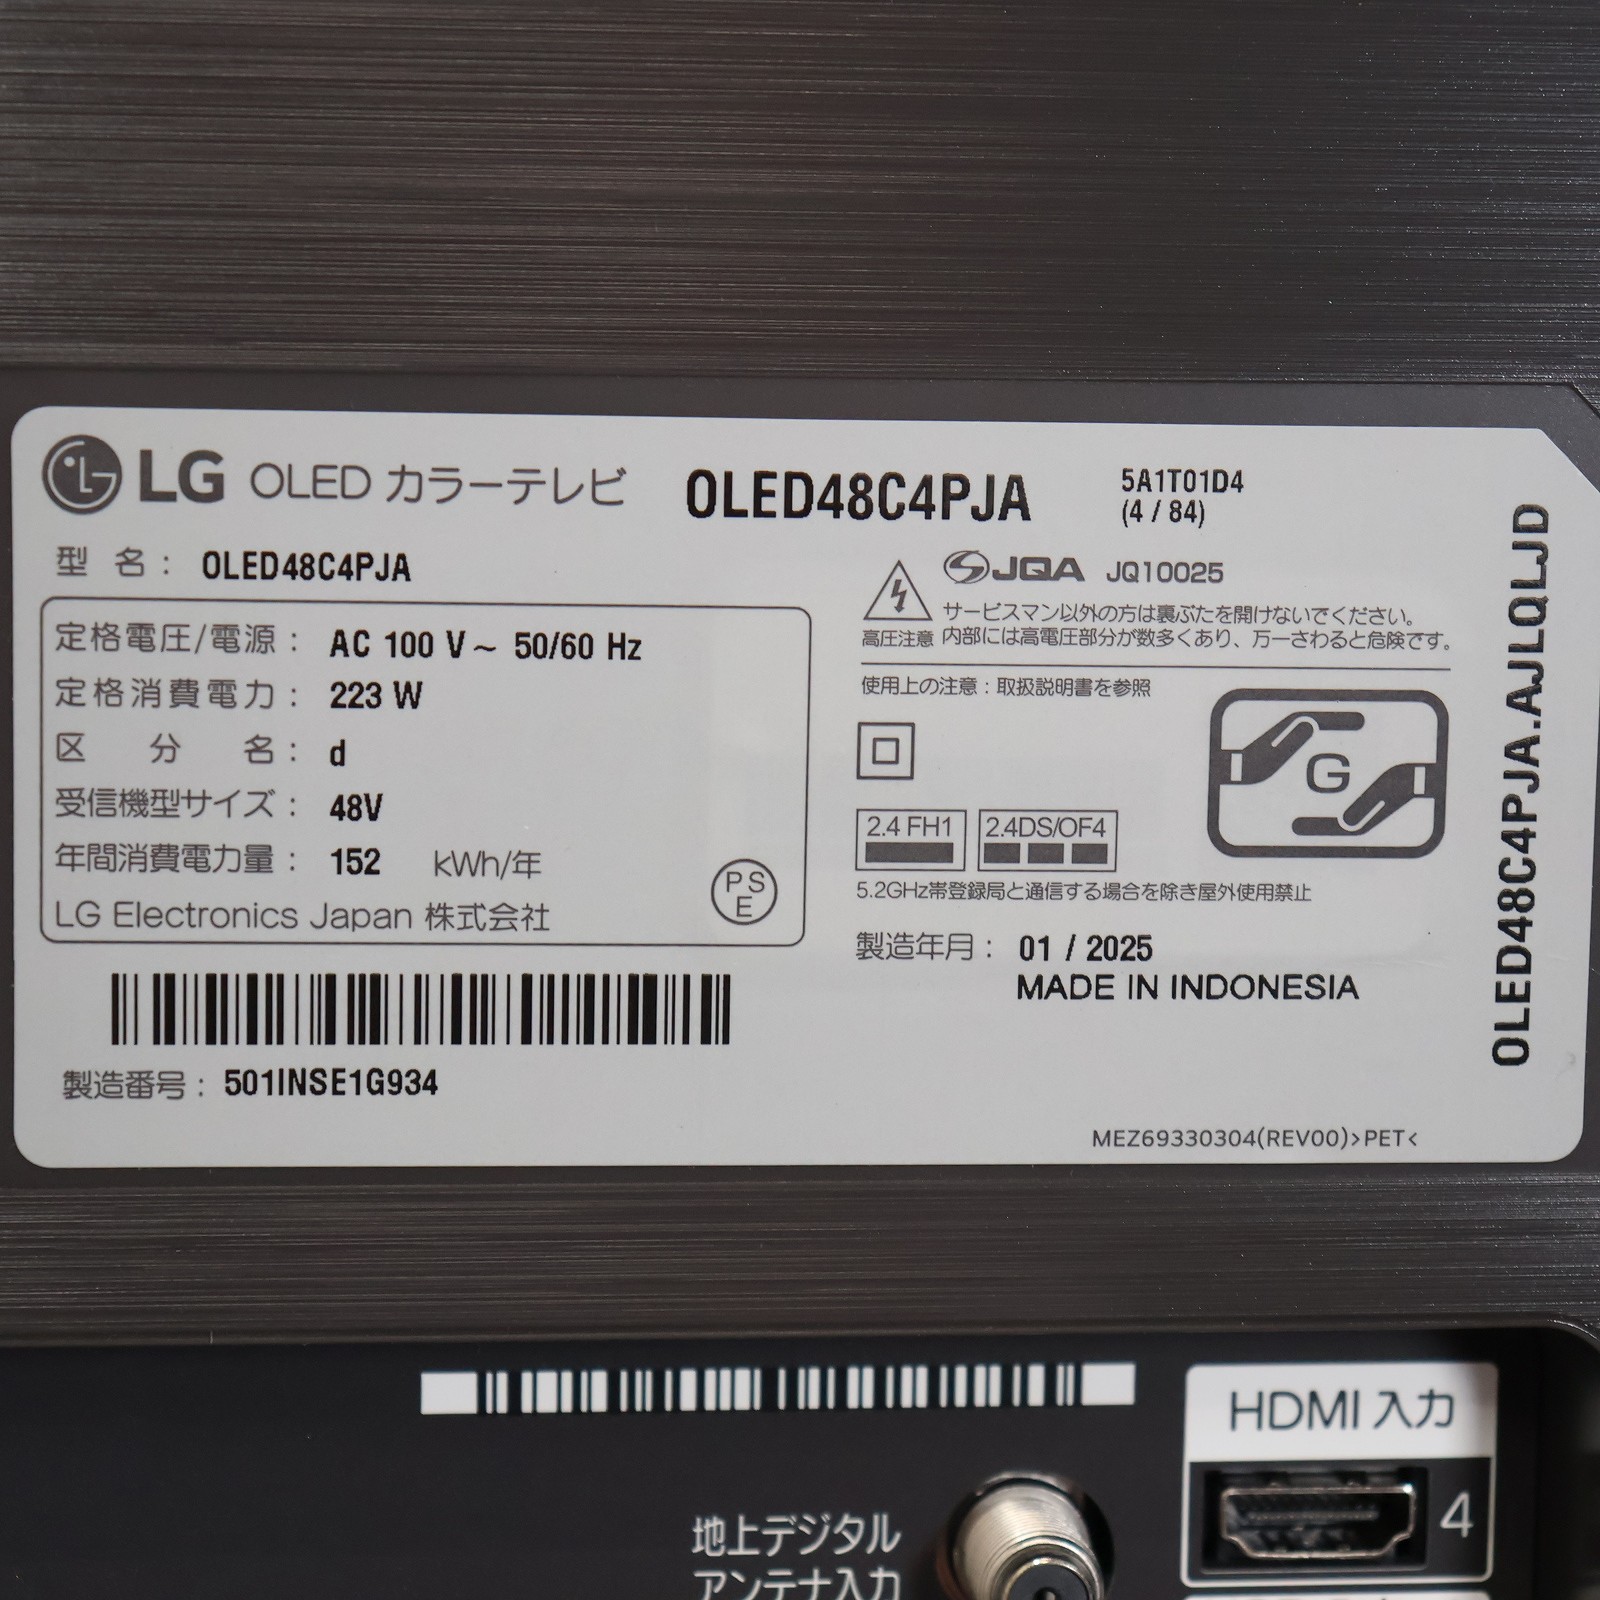 LG OLED カラーテレビ OLED48C4PJA
5A1T01D4
(4 / 84)
型 名 : OLED48C4PJA
定格電圧/電源 : AC 100 V ~ 50/60 Hz
定格消費電力 : 223 W
区 分 名 : d
受信機型サイズ : 48V
年間消費電力量 : 152 kWh/年
LG Electronics Japan 株式会社
PS
E
製造番号 : 501INSE1G934
JQA JQ10025
サービスマン以外の方は裏ぶたを開けないでください。
高圧注意 内部には高電圧部分が数多くあり、万一さわると危険です。
使用上の注意 : 取扱説明書を参照
G
2.4 FH1 2.4DS/OF4
5.2GHz帯登録局と通信する場合を除き屋外使用禁止
製造年月 : 01 / 2025
MADE IN INDONESIA
MEZ69330304(REV00)>PET<
OLED48C4PJA.AJLQLJD
HDMI 入力
4
地上デジタル
アンテナ入力